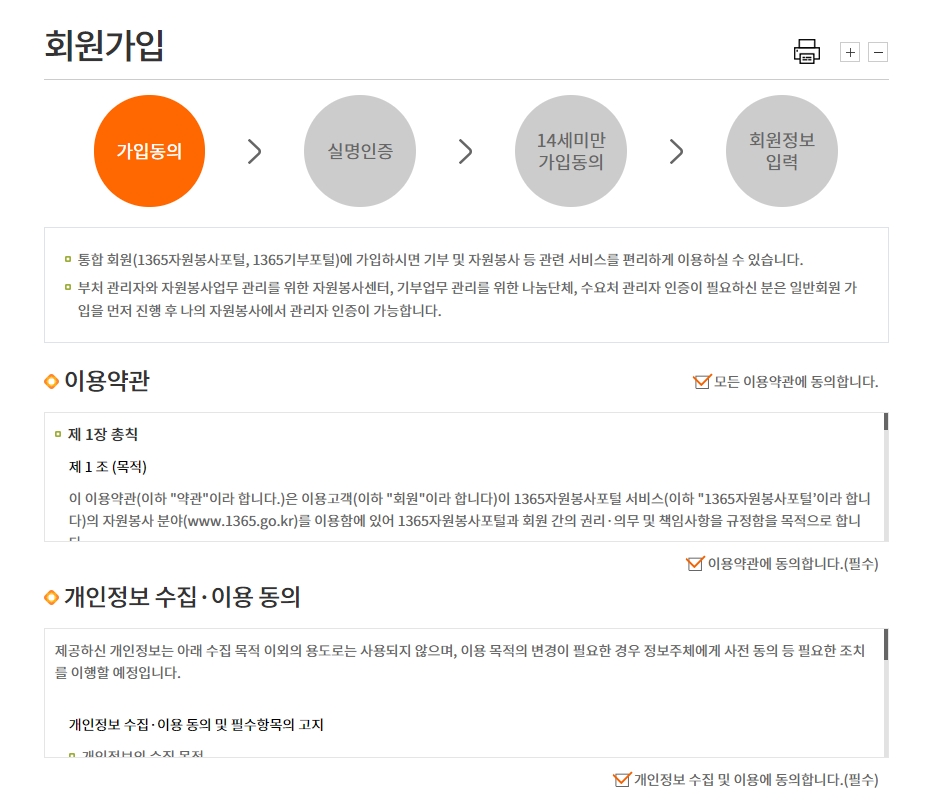 회원가입
가입동의
실명인증
14세미만
가입동의
회원정보
입력
통합 회원(1365자원봉사포털, 1365기부포털)에 가입하시면 기부 및 자원봉사 등 관련 서비스를 편리하게 이용하실 수 있습니다.
부처 관리자와 자원봉사업무 관리를 위한 자원봉사센터, 기부업무 관리를 위한 나눔단체, 수요처 관리자 인증이 필요하신 분은 일반회원 가
입을 먼저 진행 후 나의 자원봉사에서 관리자 인증이 가능합니다.
이용약관
모든 이용약관에 동의합니다.
제 1장 총칙
제 1 조 (목적)
이 이용약관(이하 "약관"이라 합니다.)은 이용고객(이하 "회원"이라 합니다)이 1365자원봉사포털 서비스(이하 "1365자원봉사포털'이라 합니
다)의 자원봉사 분야(www.1365.go.kr)를 이용함에 있어 1365자원봉사포털과 회원 간의 권리·의무 및 책임사항을 규정함을 목적으로 합니
이용약관에 동의합니다.(필수)
개인정보 수집·이용 동의
제공하신 개인정보는 아래 수집 목적 이외의 용도로는 사용되지 않으며, 이용 목적의 변경이 필요한 경우 정보주체에게 사전 동의 등 필요한 조치
를 이행할 예정입니다.
개인정보 수집·이용 동의 및 필수항목의 고지
개인정보의 수집 목적
개인정보 수집 및 이용에 동의합니다.(필수)